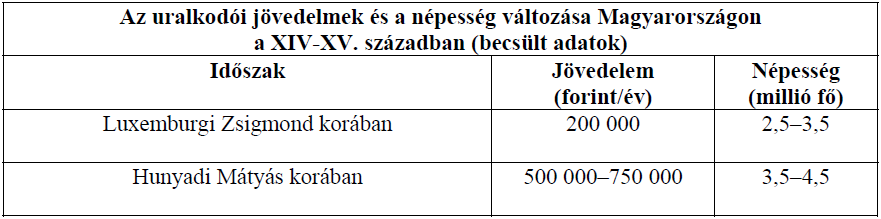 Az uralkodói jövedelmek és a népesség változása Magyarországon
a XIV-XV. században (becsült adatok)
Időszak Jövedelem Népesség
(forint/év) (millió fő)
Luxemburgi Zsigmond korában 200 000 2,5–3,5
Hunyadi Mátyás korában 500 000–750 000 3,5–4,5